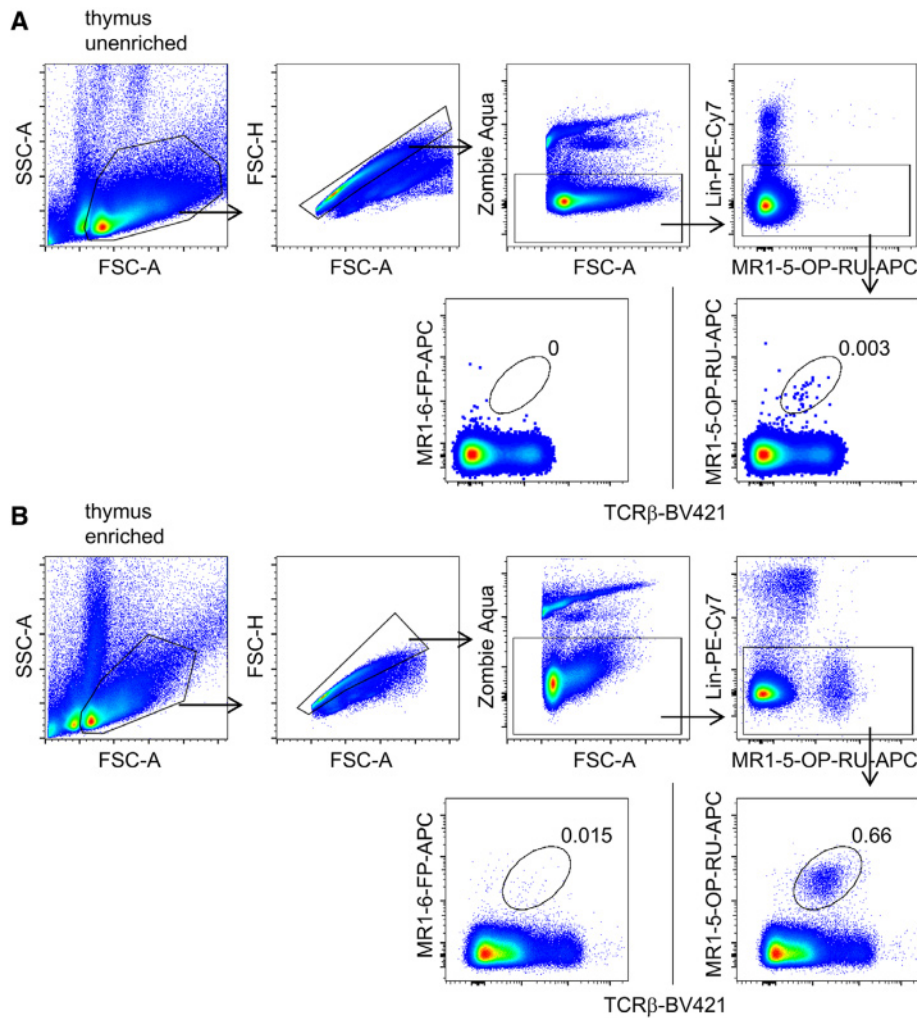 A
thymus
unenriched
SSC-A
FSC-A
FSC-H
FSC-A
Zombie Aqua
FSC-A
Lin-PE-Cy7
MR1-5-OP-RU-APC
MR1-6-FP-APC
0
MR1-5-OP-RU-APC
0.003
TCRβ-BV421
B
thymus
enriched
SSC-A
FSC-A
FSC-H
FSC-A
Zombie Aqua
FSC-A
Lin-PE-Cy7
MR1-5-OP-RU-APC
MR1-6-FP-APC
0.015
MR1-5-OP-RU-APC
0.66
TCRβ-BV421